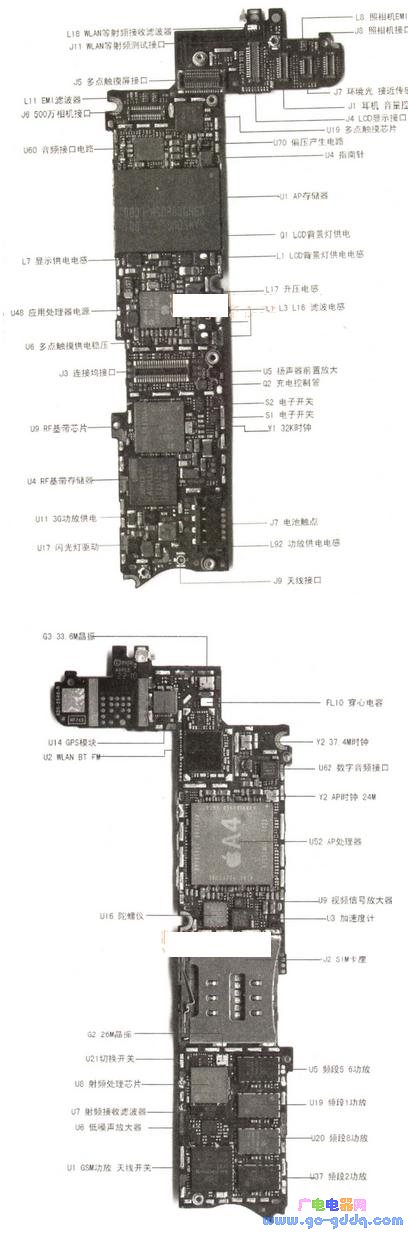 L18 WLAN等射频接收滤波器
J11 WLAN等射频测试接口
L8 照相机EMI
J8 照相机接口
J5 多点触摸屏接口
J7 环境光 接近传感
L11 EMI滤波器
J1 耳机 音量控
J6 500万相机接口
J4 LCD显示接口
U19 多点触摸芯片
U60 音频接口电路
U70 偏压产生电路
U4 指南针
U1 AP存储器
Q1 LCD背景灯供电
L7 显示供电电感
L1 LCD背景灯供电电感
L17 升压电感
U48 应用处理器电源
L3 L16 滤波电感
U6 多点触摸供电稳压
J3 连接坞接口
U5 扬声器前置放大
Q2 充电控制管
S2 电子开关
S1 电子开关
U9 RF基带芯片
Y1 32K时钟
U4 RF基带存储器
U11 3G功放供电
J7 电池触点
U17 闪光灯驱动
L92 功放供电电感
J9 天线接口
G3 33.6M晶振
FL10 穿心电容
U14 GPS模块
Y2 37.4M时钟
U2 WLAN BT FM
U62 数字音频接口
Y2 AP时钟 24M
A4
U52 AP处理器
U9 视频信号放大器
U16 陀螺仪
U3 加速度计
J2 SIM卡座
G2 26M晶振
U21切换开关
U5 频段5 6功放
U8 射频处理芯片
U19 频段1功放
U7 射频接收滤波器
U6 低噪声放大器
U20 频段8功放
U1 GSM功放 天线开关
U37 频段2功放
广电电器网
www.go-gddq.com